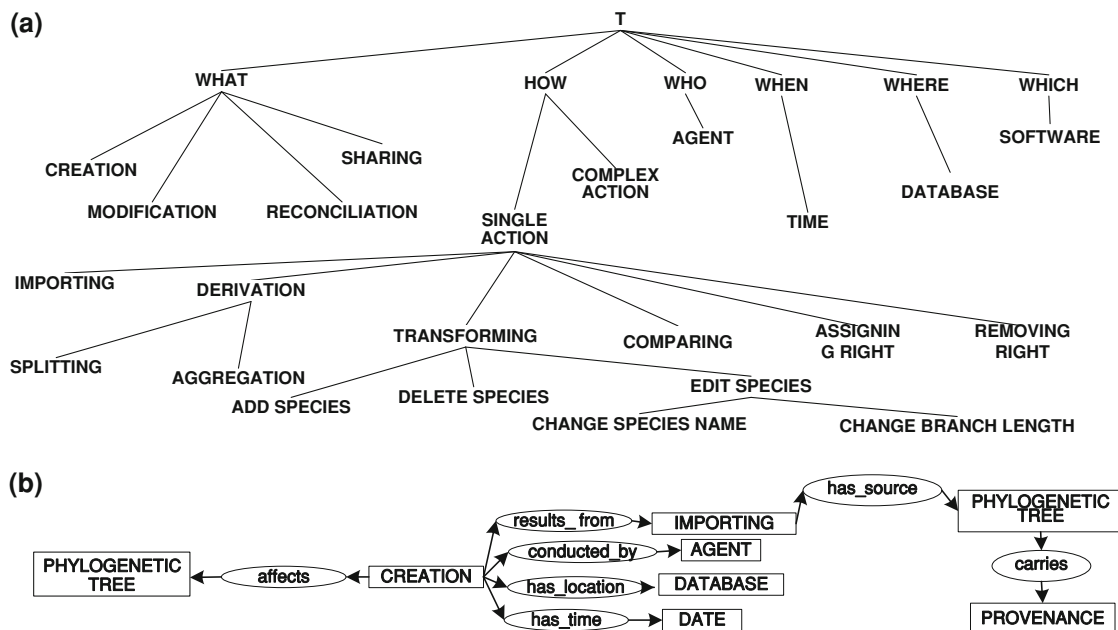 (a)
T
WHAT HOW WHO WHEN WHERE WHICH
CREATION
MODIFICATION
RECONCILIATION
SHARING
SINGLE
ACTION
COMPLEX
ACTION
AGENT
TIME
DATABASE
SOFTWARE
IMPORTING
DERIVATION
TRANSFORMING
COMPARING
ASSIGNIN
G RIGHT
REMOVING
RIGHT
SPLITTING
AGGREGATION
ADD SPECIES
DELETE SPECIES
EDIT SPECIES
CHANGE SPECIES NAME
CHANGE BRANCH LENGTH
(b)
PHYLOGENETIC
TREE
affects
CREATION
results_from
IMPORTING
has_source
PHYLOGENETIC
TREE
conducted_by
AGENT
carries
has_location
DATABASE
has_time
DATE
PROVENANCE